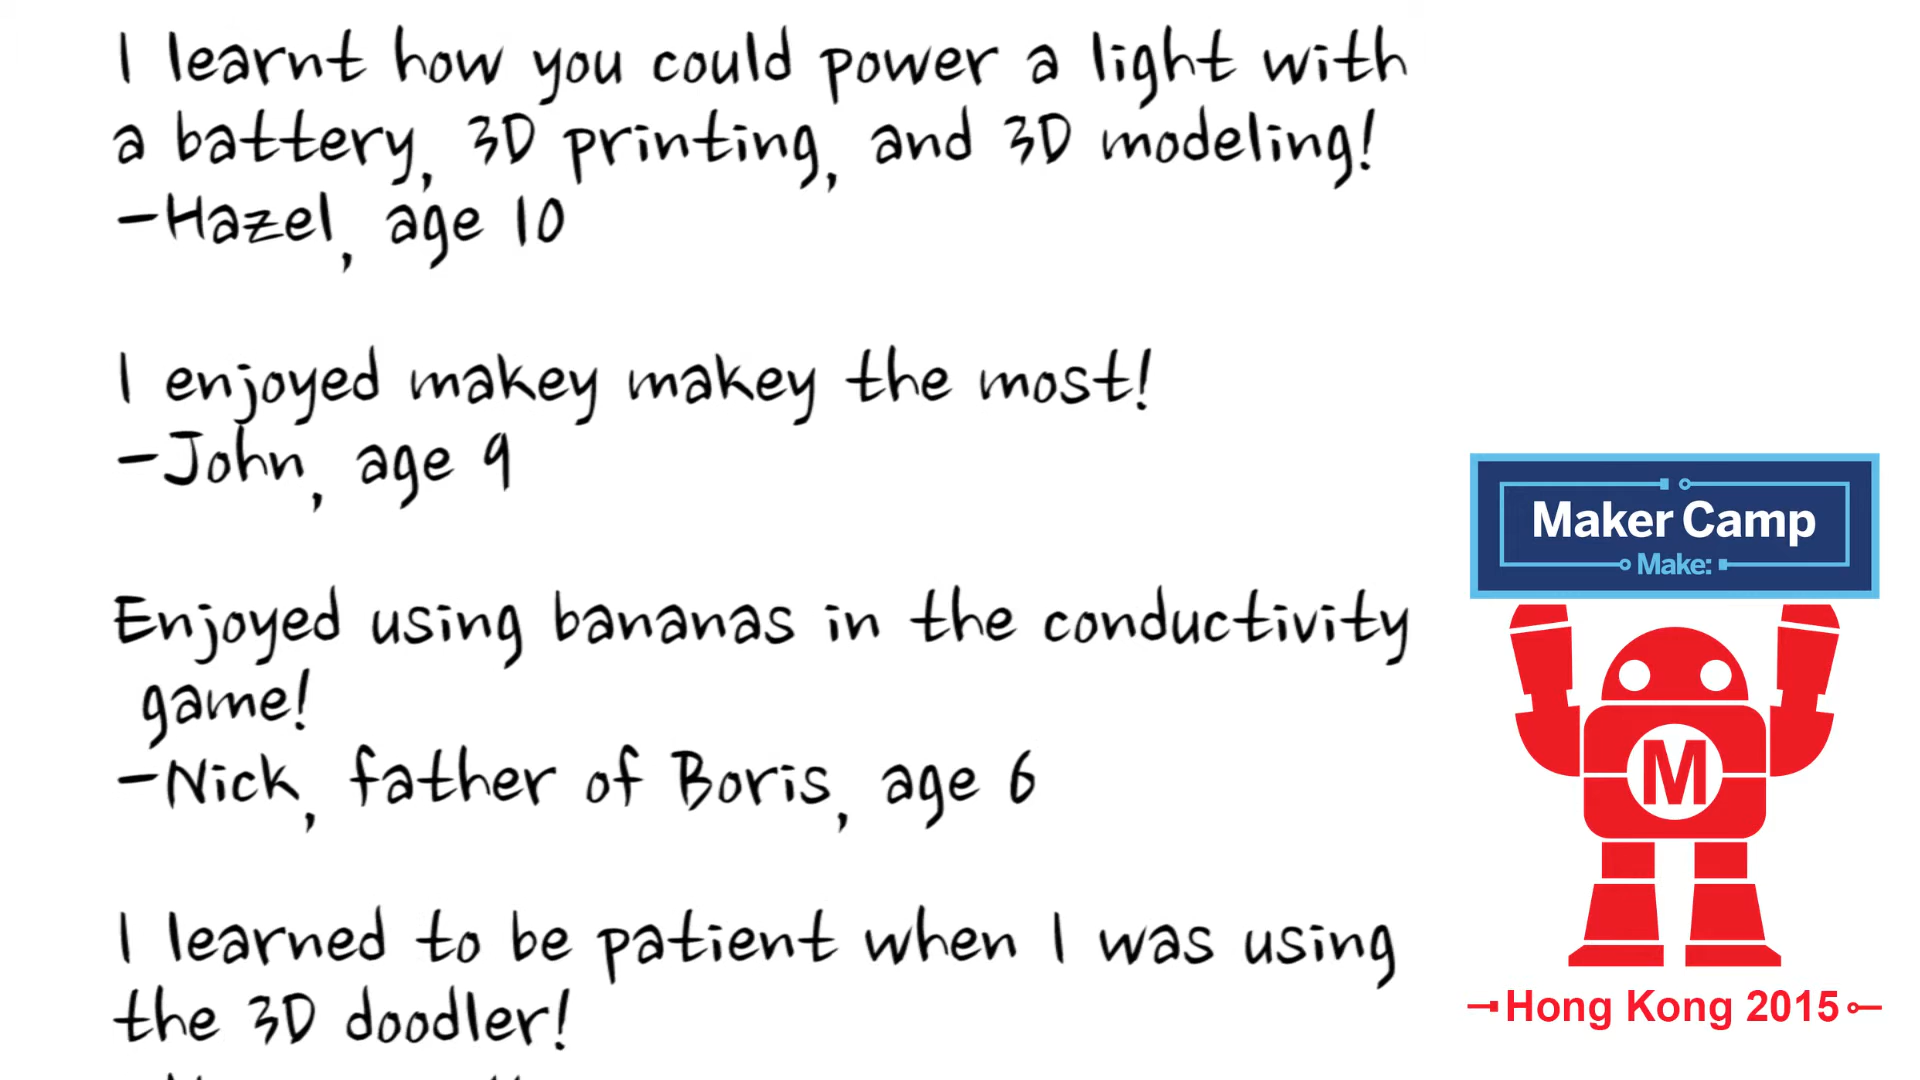 I learnt how you could power a light with
a battery, 3D printing, and 3D modeling!
-Hazel, age 10
I enjoyed makey makey the most!
-John, age 9
Enjoyed using bananas in the conductivity
game!
-Nick, father of Boris, age 6
I learned to be patient when I was using
the 3D doodler!
Maker Camp
Make:
M
Hong Kong 2015